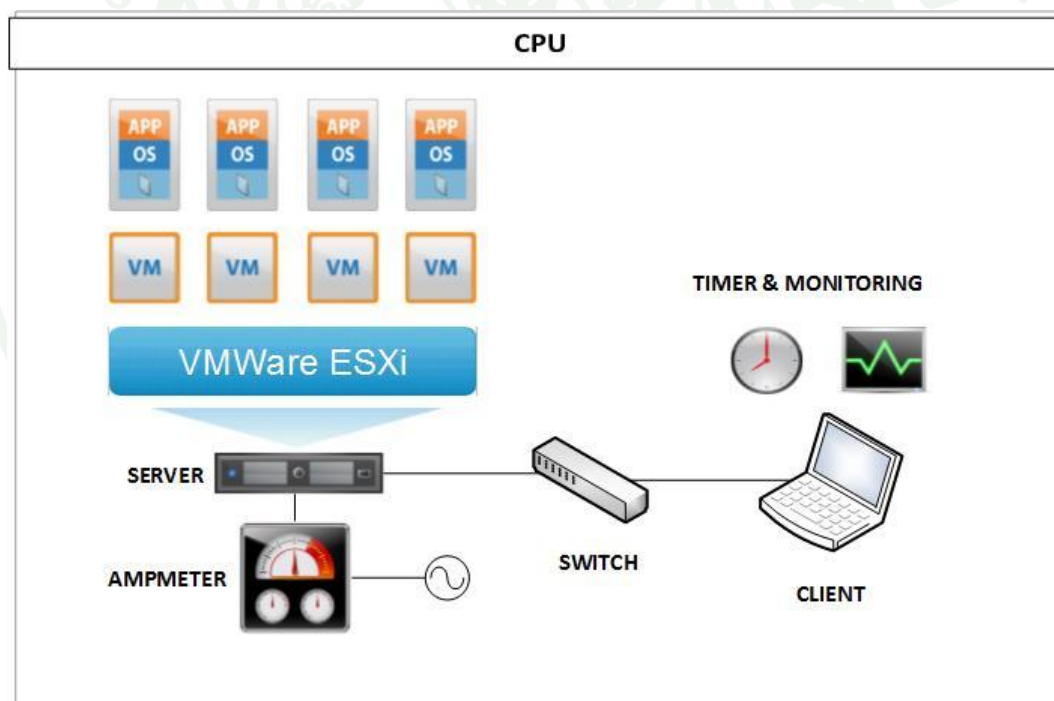 CPU
APP APP APP APP
OS OS OS OS
VM VM VM VM
TIMER & MONITORING
VMWare ESXi
SERVER
SWITCH
AMPMETER
CLIENT